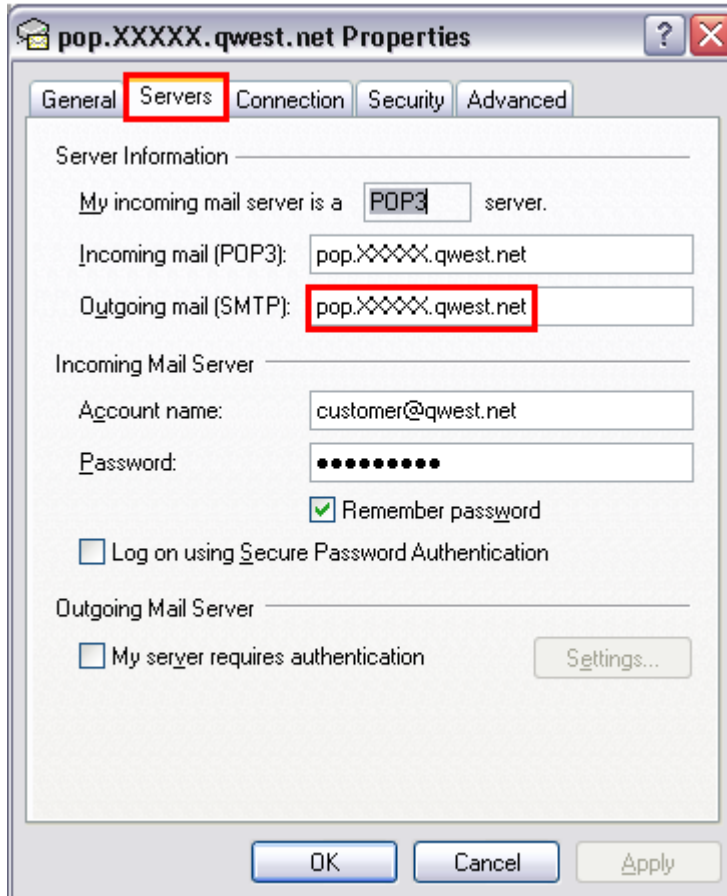 pop.XXXXX.qwest.net Properties
General Servers Connection Security Advanced
Server Information
My incoming mail server is a POP3 server.
Incoming mail (POP3): pop.XXXXX.qwest.net
Outgoing mail (SMTP): pop.XXXXX.qwest.net
Incoming Mail Server
Account name: customer@qwest.net
Password: ●●●●●●●●●
Remember password
Log on using Secure Password Authentication
Outgoing Mail Server
My server requires authentication Settings...
OK Cancel Apply